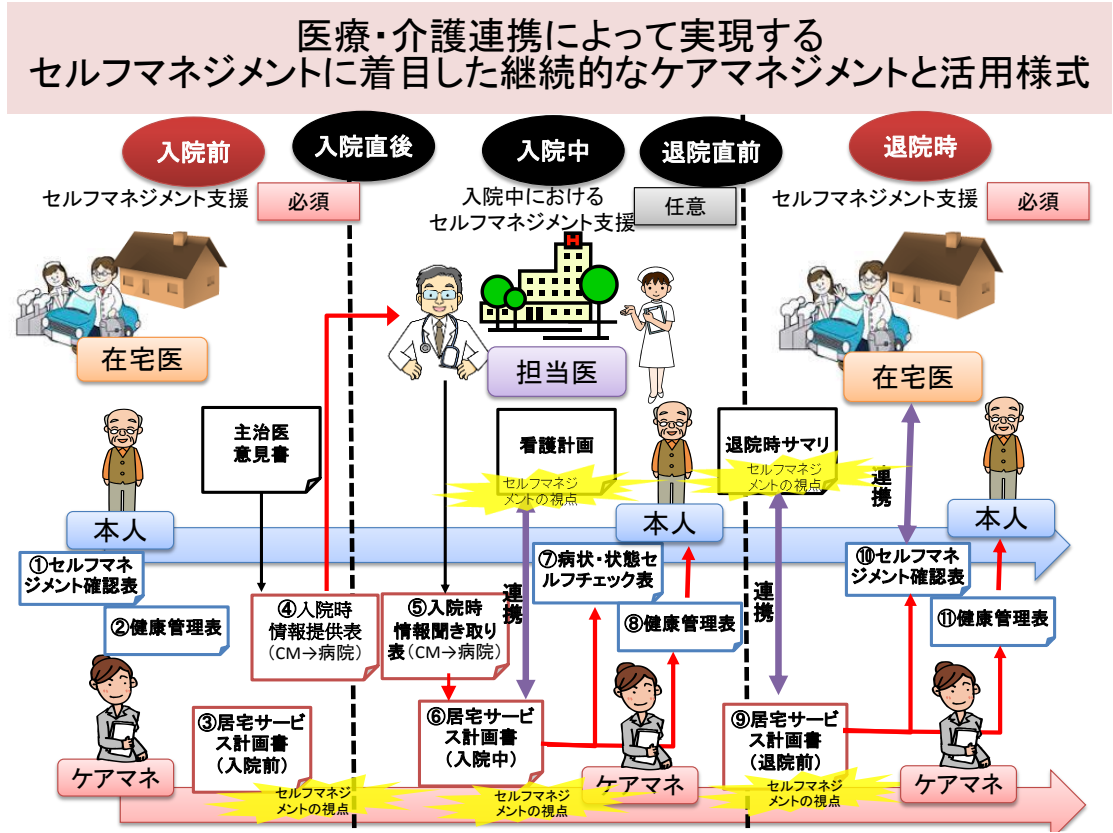 医療・介護連携によって実現する
セルフマネジメントに着目した継続的なケアマネジメントと活用様式
入院前
入院直後
入院中
退院直前
退院時
セルフマネジメント支援
必須
入院中における
セルフマネジメント支援
任意
セルフマネジメント支援
必須
H
在宅医
担当医
在宅医
主治医
意見書
看護計画
セルフマネジ
メントの視点
退院時サマリ
セルフマネジ
メントの視点
連携
本人
本人
本人
①セルフマネ
ジメント確認表
②健康管理表
④入院時
情報提供表
（CM→病院）
⑤入院時
情報聞き取り
表（CM→病院）
連携
⑦病状・状態セ
ルフチェック表
⑧健康管理表
連携
⑩セルフマネ
ジメント確認表
⑪健康管理表
③居宅サービ
ス計画書
（入院前）
セルフマネジ
メントの視点
⑥居宅サービ
ス計画書
（入院中）
セルフマネジ
メントの視点
⑨居宅サービ
ス計画書
（退院前）
セルフマネジ
メントの視点
ケアマネ
ケアマネ
ケアマネ